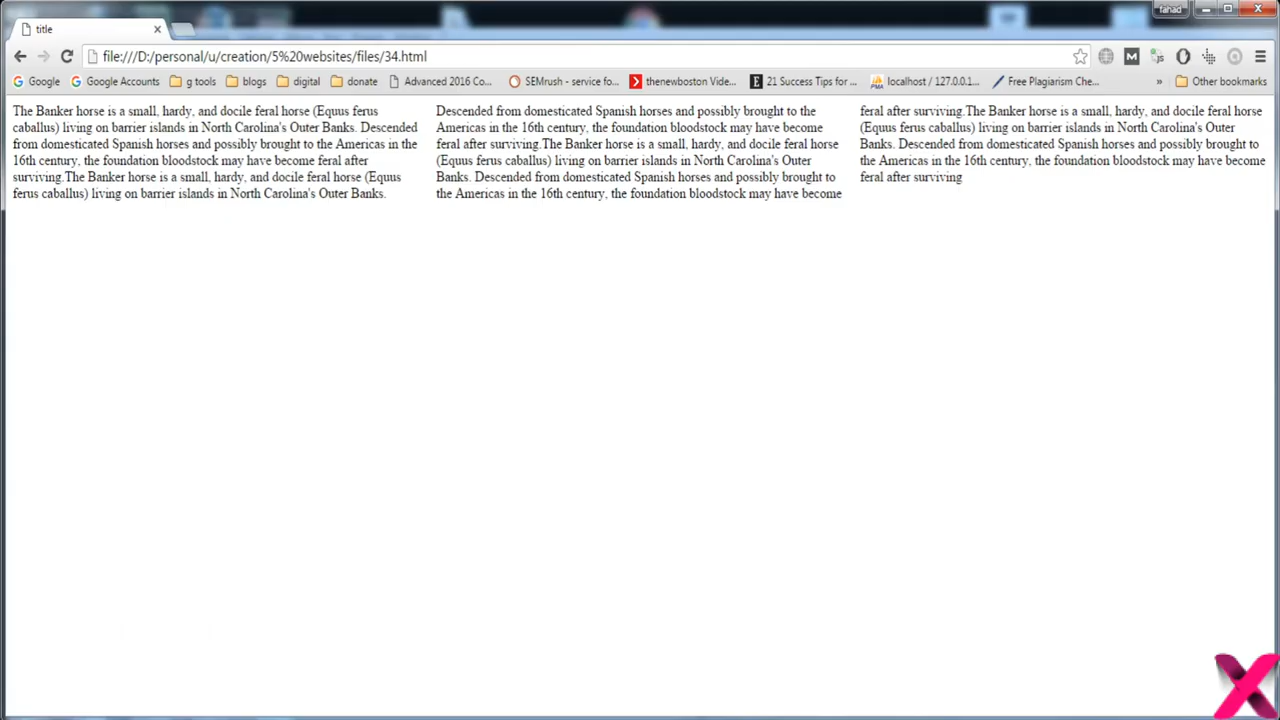 fahad
title
file:///D:/personal/u/creation/5%20websites/files/34.html
Google
Google Accounts
g tools
blogs
digital
donate
Advanced 2016 Co...
SEMrush - service fo...
thenewboston Vide...
21 Success Tips for ...
localhost / 127.0.0.1...
Free Plagiarism Che...
»
Other bookmarks
The Banker horse is a small, hardy, and docile feral horse (Equus ferus
caballus) living on barrier islands in North Carolina's Outer Banks. Descended
from domesticated Spanish horses and possibly brought to the Americas in the
16th century, the foundation bloodstock may have become feral after
surviving.The Banker horse is a small, hardy, and docile feral horse (Equus
ferus caballus) living on barrier islands in North Carolina's Outer Banks.
Descended from domesticated Spanish horses and possibly brought to the
Americas in the 16th century, the foundation bloodstock may have become
feral after surviving.The Banker horse is a small, hardy, and docile feral horse
(Equus ferus caballus) living on barrier islands in North Carolina's Outer
Banks. Descended from domesticated Spanish horses and possibly brought to
the Americas in the 16th century, the foundation bloodstock may have become
feral after surviving.The Banker horse is a small, hardy, and docile feral horse
(Equus ferus caballus) living on barrier islands in North Carolina's Outer
Banks. Descended from domesticated Spanish horses and possibly brought to
the Americas in the 16th century, the foundation bloodstock may have become
feral after surviving